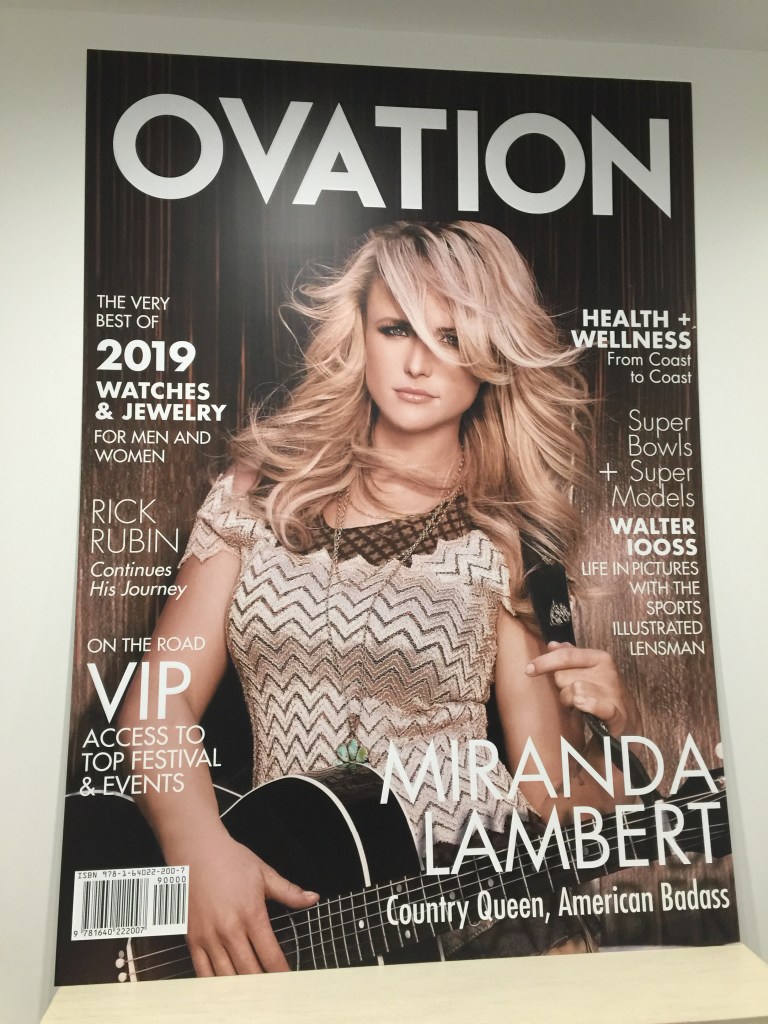 OVATION
THE VERY
BEST OF
2019
WATCHES
& JEWELRY
FOR MEN AND
WOMEN
RICK
RUBIN
Continues
His Journey
ON THE ROAD
VIP
ACCESS TO
TOP FESTIVAL
& EVENTS
HEALTH +
WELLNESS
From Coast
to Coast
Super
Bowls
+ Super
Models
WALTER
IOOSS
LIFE IN PICTURES
WITH THE
SPORTS
ILLUSTRATED
LENSMAN
MIRANDA
LAMBERT
Country Queen, American Badass
ISBN 978-1-64022-200-7
90000
9 781640 222007